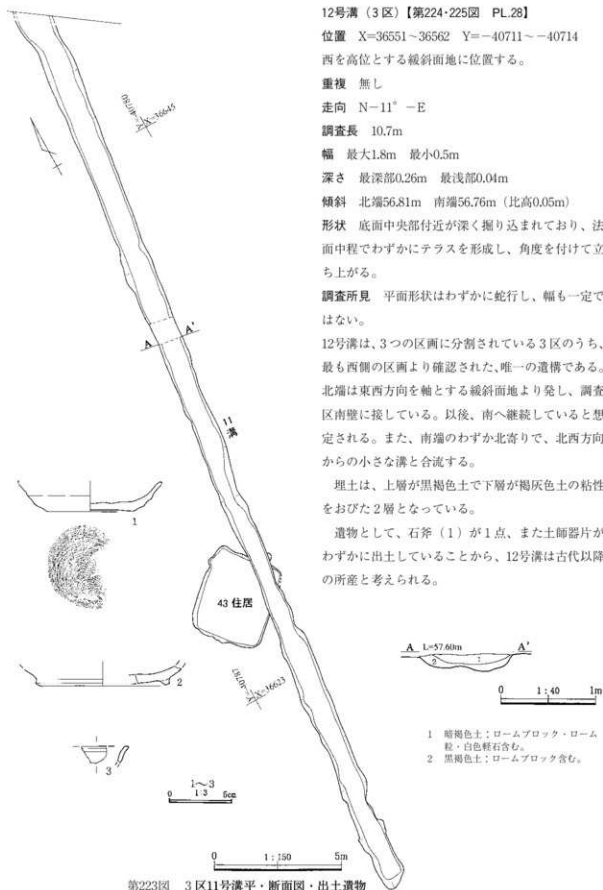 12号溝（3区）【第224・225図 PL.28】
位置 X=36551～36562 Y=−40711～−40714
西を高位とする緩斜面地に位置する。
重複 無し
走向 N−11°−E
調査長 10.7m
幅 最大1.8m 最小0.5m
深さ 最深部0.26m 最浅部0.04m
傾斜 北端56.81m 南端56.76m（比高0.05m）
形状 底面中央部付近が深く掘り込まれており、法
面中程でわずかにテラスを形成し、角度を付けて立
ち上がる。
調査所見 平面形状はわずかに蛇行し、幅も一定で
はない。
12号溝は、3つの区画に分割されている3区のうち、
最も西側の区画より確認された、唯一の遺構である。
北端は東西方向を軸とする緩斜面地より発し、調査
区南壁に接している。以後、南へ継続していると想
定される。また、南端のわずか北寄りで、北西方向
からの小さな溝と合流する。
埋土は、上層が黒褐色土で下層が褐灰色土の粘性
をおびた2層となっている。
遺物として、石斧（1）が1点、また土師器片が
わずかに出土していることから、12号溝は古代以降
の所産と考えられる。
X=36645
−40780
A A'
11溝
43住居
X=36623
−40787
1
2
3
1～3
0 1:3 5cm
A L=57.60m A'
2 1
0 1:40 1m
1 暗褐色土：ロームブロック・ローム
粒・白色軽石含む。
2 黒褐色土：ロームブロック含む。
0 1:150 5m
第223図 3区11号溝平・断面図・出土遺物